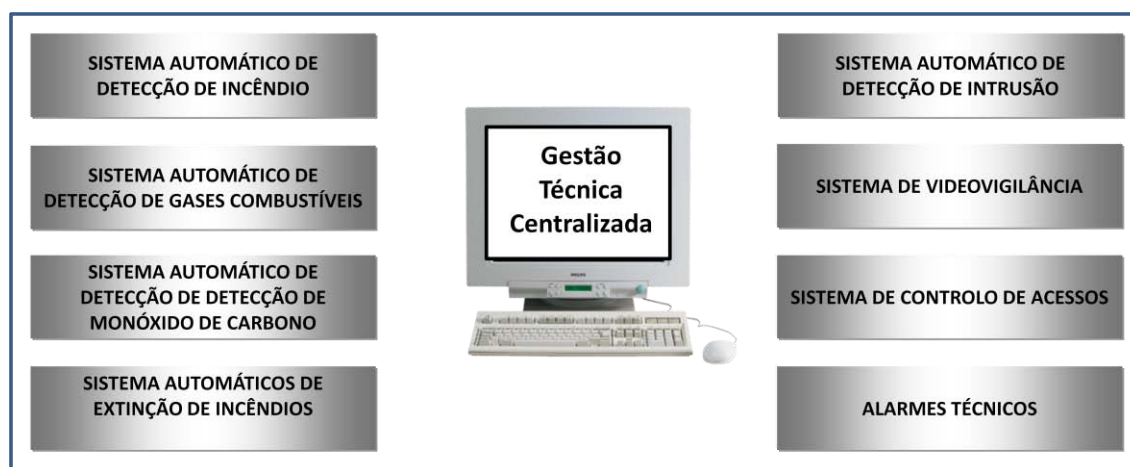 SISTEMA AUTOMÁTICO DE
DETECÇÃO DE INCÊNDIO
SISTEMA AUTOMÁTICO DE
DETECÇÃO DE GASES COMBUSTÍVEIS
SISTEMA AUTOMÁTICO DE
DETECÇÃO DE DETECÇÃO DE
MONÓXIDO DE CARBONO
SISTEMA AUTOMÁTICOS DE
EXTINÇÃO DE INCÊNDIOS
Gestão
Técnica
Centralizada
PHILIPS
SISTEMA AUTOMÁTICO DE
DETECÇÃO DE INTRUSÃO
SISTEMA DE VIDEOVIGILÂNCIA
SISTEMA DE CONTROLO DE ACESSOS
ALARMES TÉCNICOS